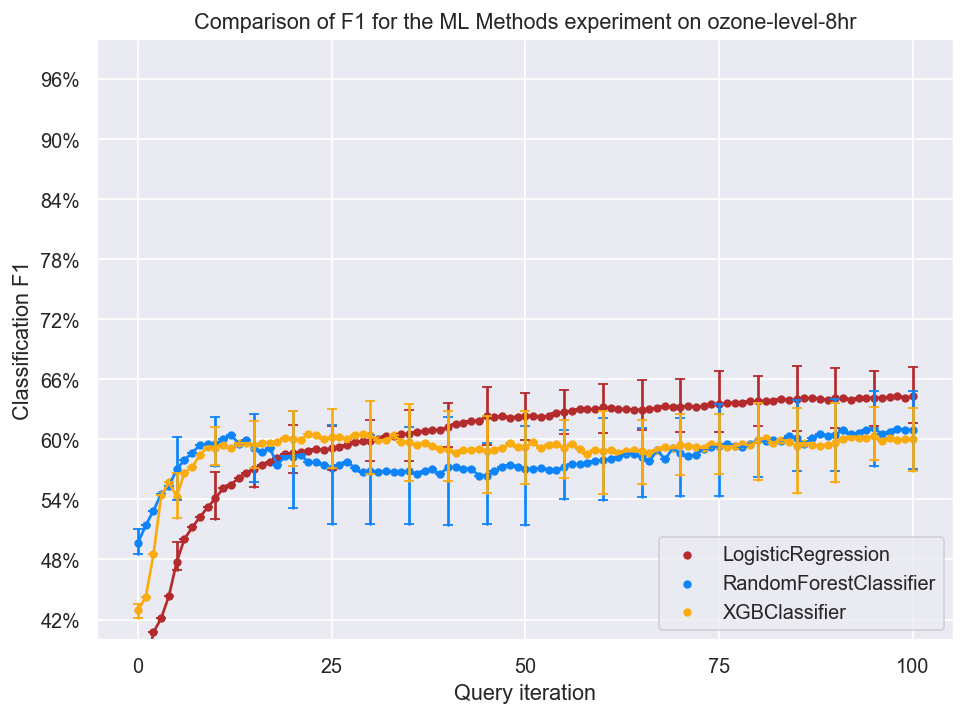 Comparison of F1 for the ML Methods experiment on ozone-level-8hr
96%
90%
84%
78%
72%
66%
60%
54%
48%
42%
Classification F1
LogisticRegression
RandomForestClassifier
XGBClassifier
0 25 50 75 100
Query iteration